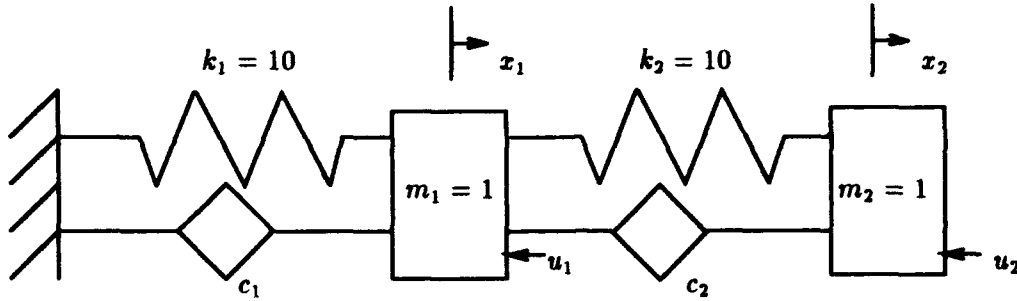 k₁ = 10
x₁
k₂ = 10
x₂
m₁ = 1
m₂ = 1
u₁
u₂
c₁
c₂